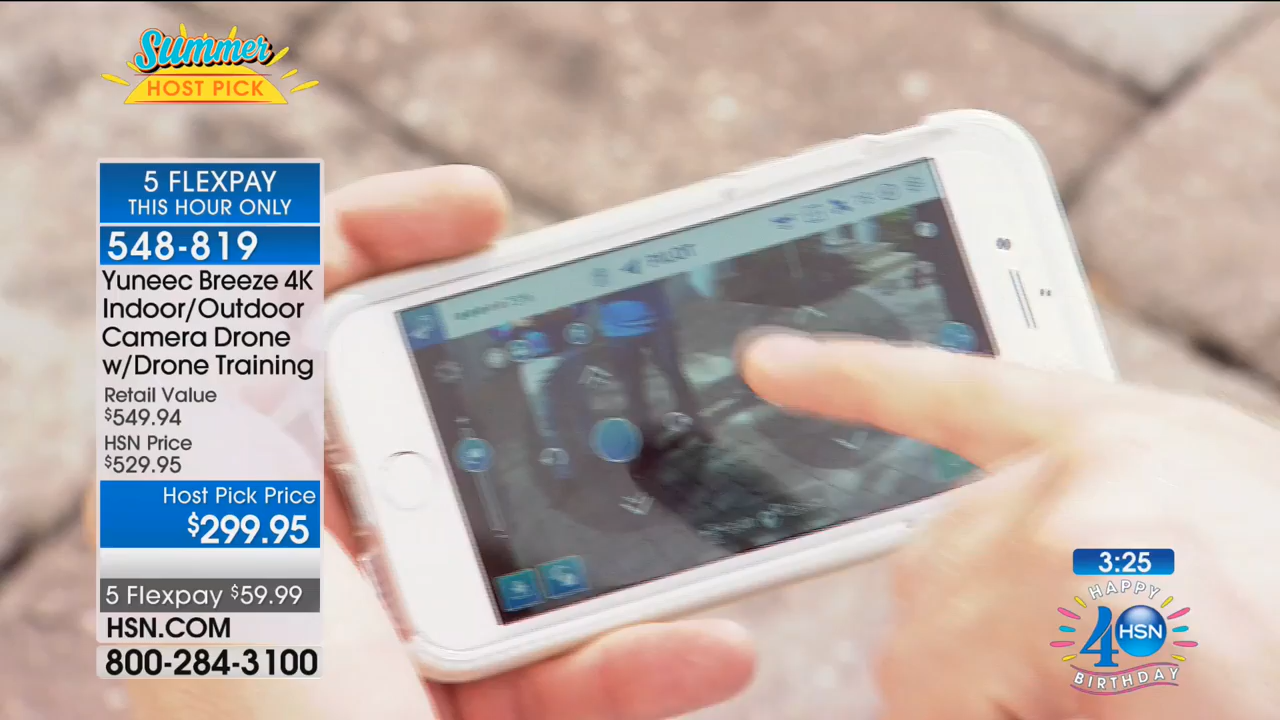 Summer
HOST PICK
5 FLEXPAY
THIS HOUR ONLY
548-819
Yuneec Breeze 4K
Indoor/Outdoor
Camera Drone
w/Drone Training
Retail Value
$549.94
HSN Price
$529.95
Host Pick Price
$299.95
5 Flexpay $59.99
HSN.COM
800-284-3100
PILOT
3:25
HAPPY
40
HSN
BIRTHDAY